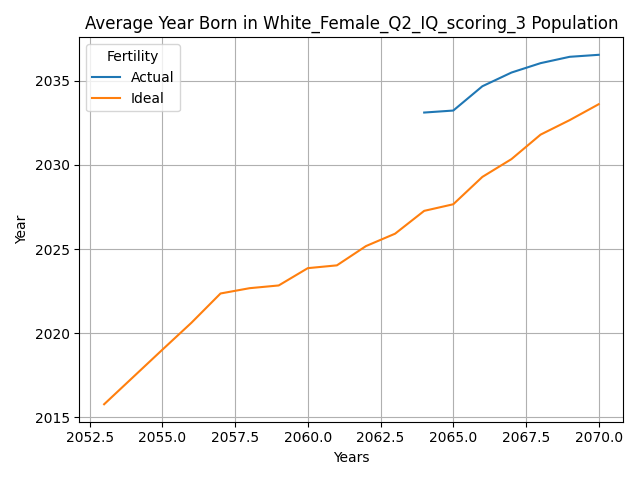 Average Year Born in White_Female_Q2_IQ_scoring_3 Population
Fertility
Actual
Ideal
Year
2035
2030
2025
2020
2015
2052.5 2055.0 2057.5 2060.0 2062.5 2065.0 2067.5 2070.0
Years